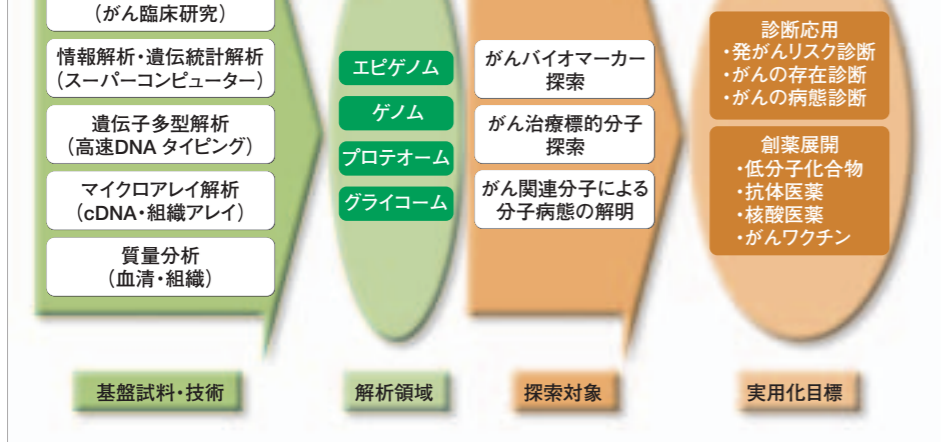 (がん臨床研究)
情報解析・遺伝統計解析
(スーパーコンピューター)
遺伝子多型解析
(高速DNA タイピング)
マイクロアレイ解析
(cDNA・組織アレイ)
質量分析
(血清・組織)
基盤試料・技術
エピゲノム
ゲノム
プロテオーム
グライコーム
解析領域
がんバイオマーカー
探索
がん治療標的分子
探索
がん関連分子による
分子病態の解明
探索対象
診断応用
・発がんリスク診断
・がんの存在診断
・がんの病態診断
創薬展開
・低分子化合物
・抗体医薬
・核酸医薬
・がんワクチン
実用化目標